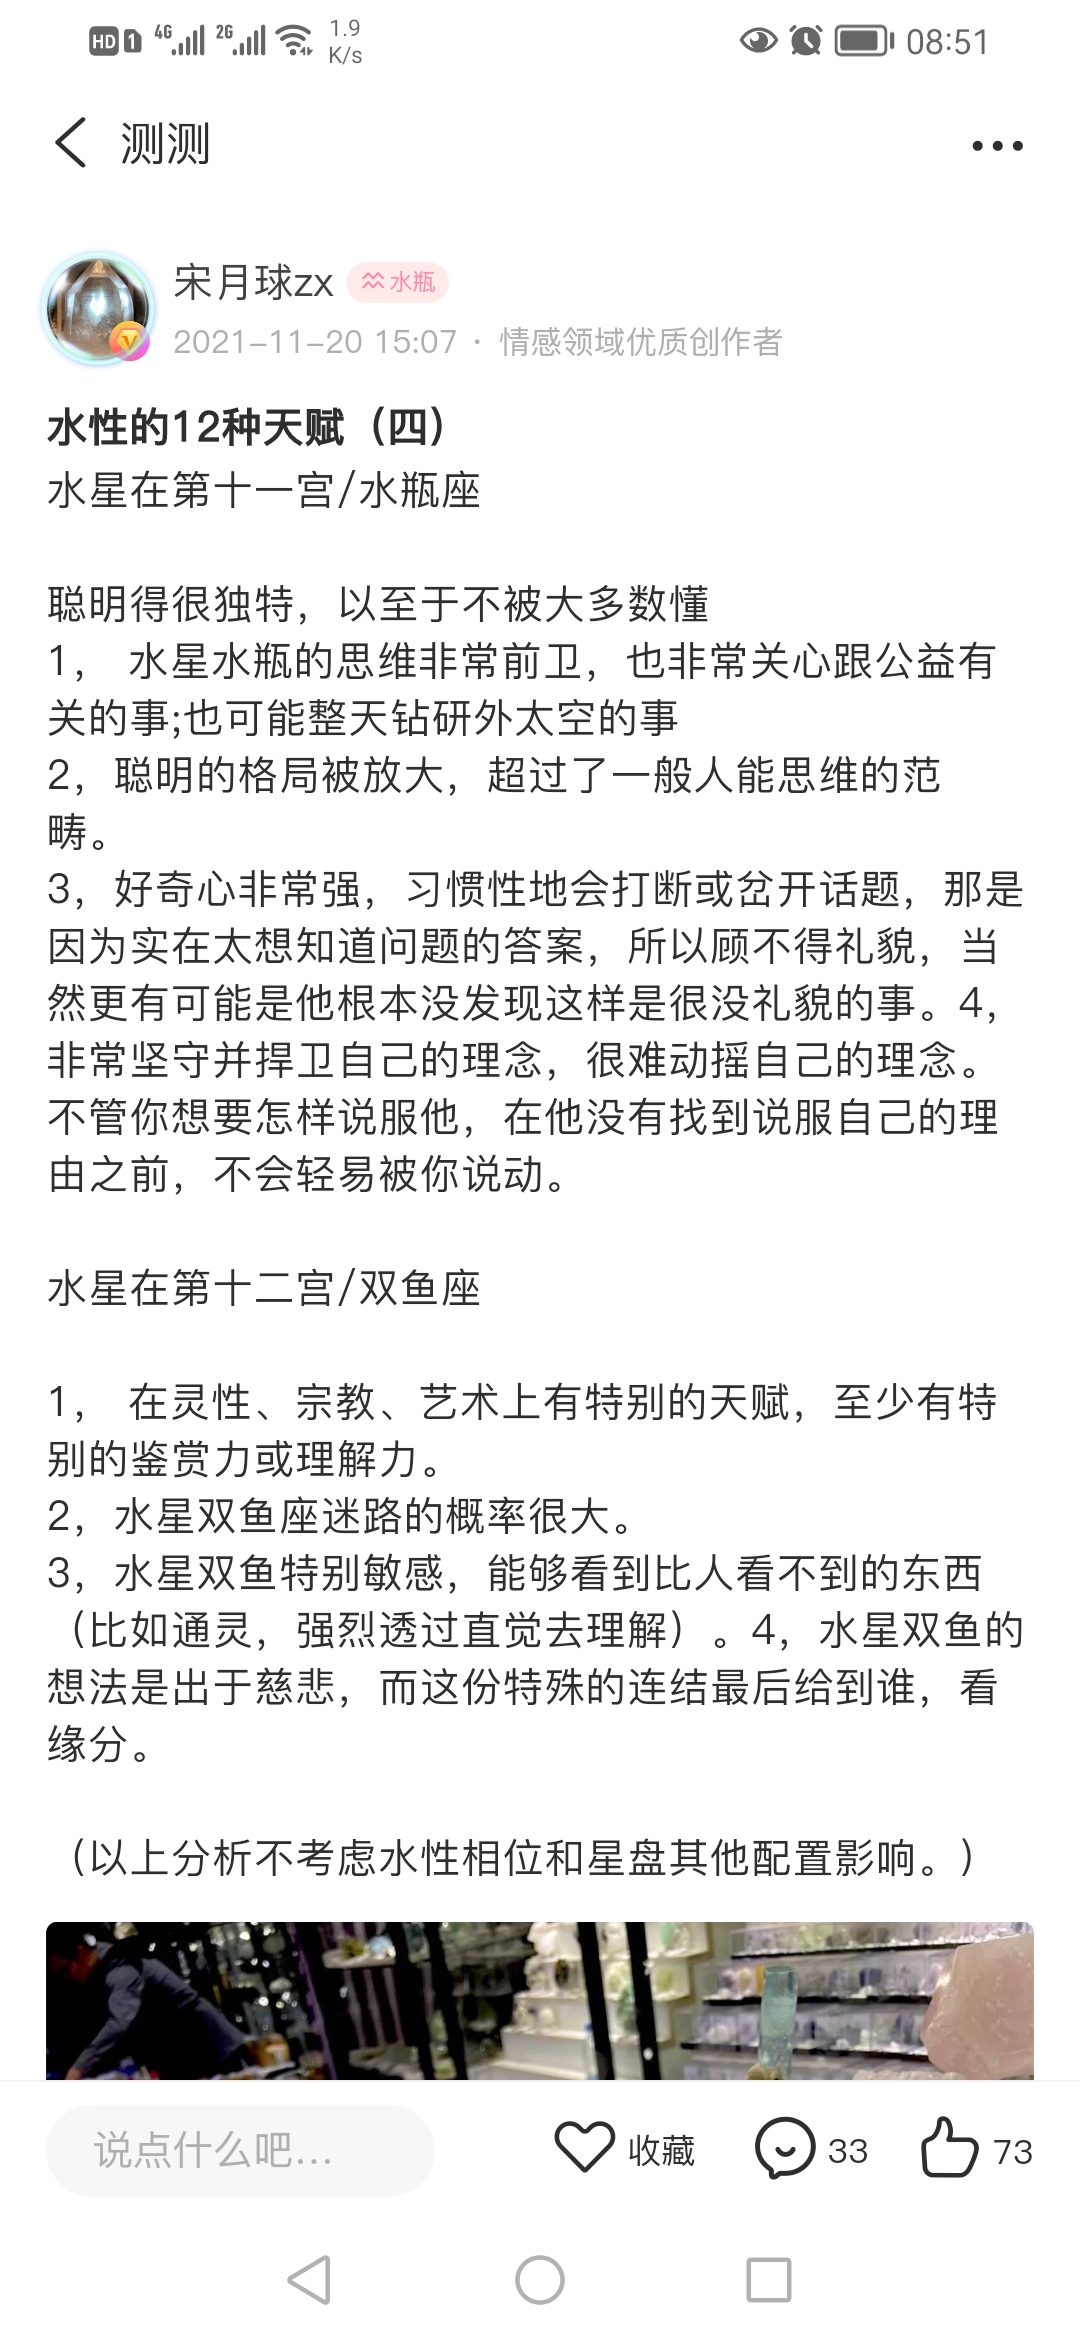 HD 1 4G 2G 1.9 K/s 08:51
测测
宋月球zx 水瓶
2021-11-20 15:07 · 情感领域优质创作者
水性的12种天赋（四）
水星在第十一宫/水瓶座
聪明得很独特，以至于不被大多数懂
1， 水星水瓶的思维非常前卫，也非常关心跟公益有
关的事;也可能整天钻研外太空的事
2，聪明的格局被放大，超过了一般人能思维的范
畴。
3，好奇心非常强，习惯性地会打断或岔开话题，那是
因为实在太想知道问题的答案，所以顾不得礼貌，当
然更有可能是他根本没发现这样是很没礼貌的事。4，
非常坚守并捍卫自己的理念，很难动摇自己的理念。
不管你想要怎样说服他，在他没有找到说服自己的理
由之前，不会轻易被你说动。
水星在第十二宫/双鱼座
1， 在灵性、宗教、艺术上有特别的天赋，至少有特
别的鉴赏力或理解力。
2，水星双鱼座迷路的概率很大。
3，水星双鱼特别敏感，能够看到比人看不到的东西
（比如通灵，强烈透过直觉去理解）。4，水星双鱼的
想法是出于慈悲，而这份特殊的连结最后给到谁，看
缘分。
（以上分析不考虑水性相位和星盘其他配置影响。）
说点什么吧... 收藏 33 73